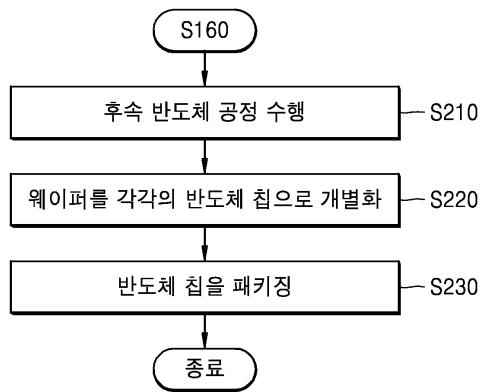 S160
후속 반도체 공정 수행
S210
웨이퍼를 각각의 반도체 칩으로 개별화
S220
반도체 칩을 패키징
S230
종료